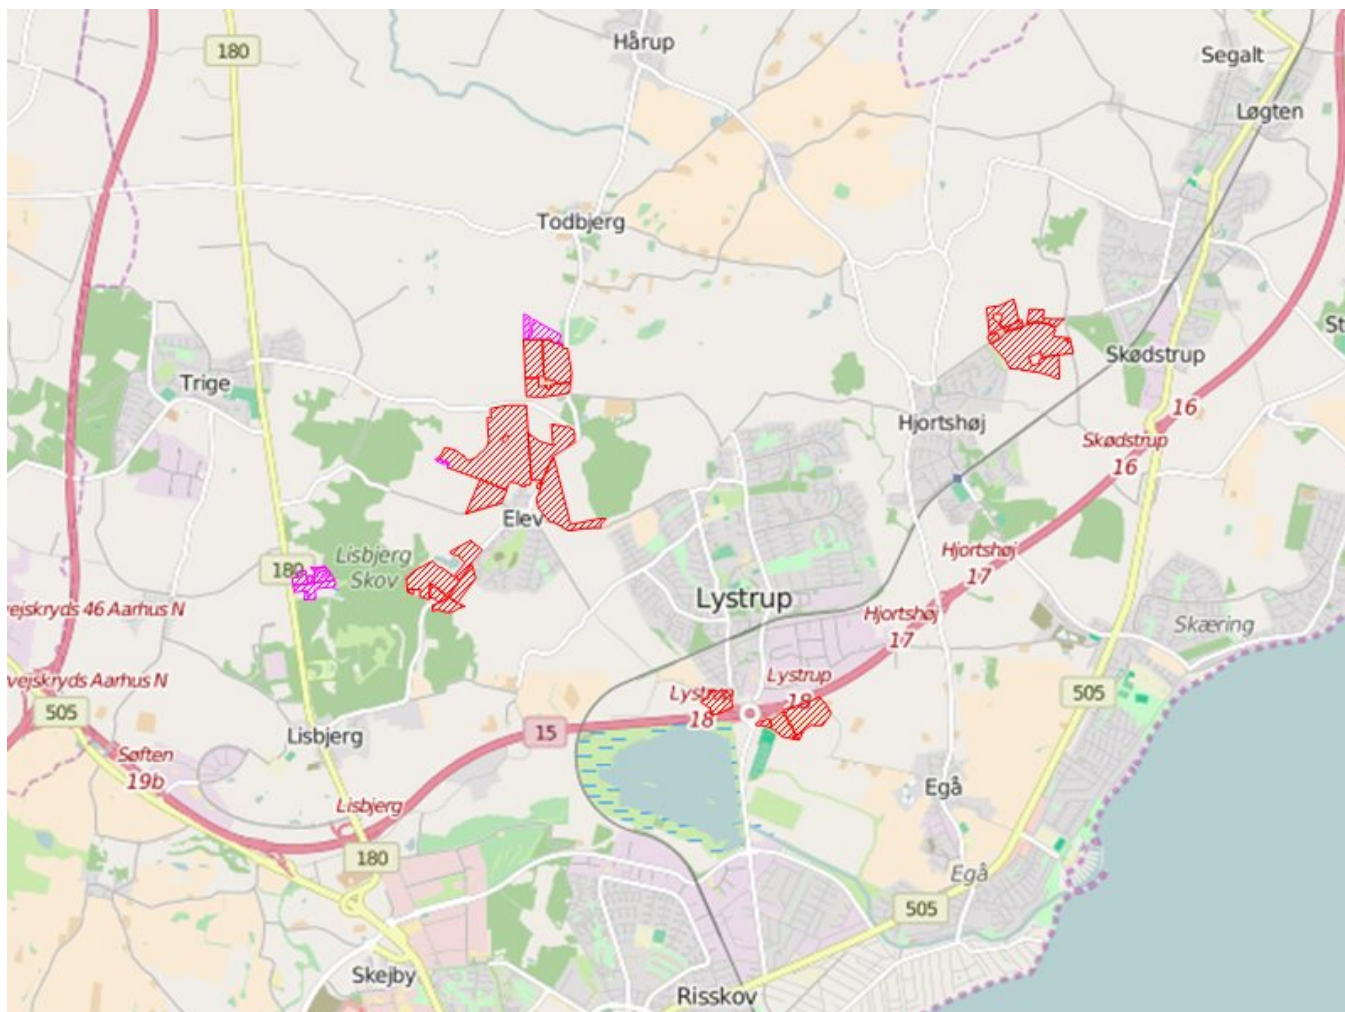 Hårup
180
Segalt
Løgten
Todbjerg
Trige
Skødstrup
16
Hjortshøj
Skødstrup
16
Elev
Lisbjerg
Skov
180
Hjortshøj
17
Lystrup
Hjortshøj
17
Skæring
vejskryds 46 Aarhus N
vejskryds Aarhus N
Lystrup
18
18
505
505
Lisbjerg
15
Søften
19b
Lisbjerg
Egå
180
Egå
505
Skejby
Risskov